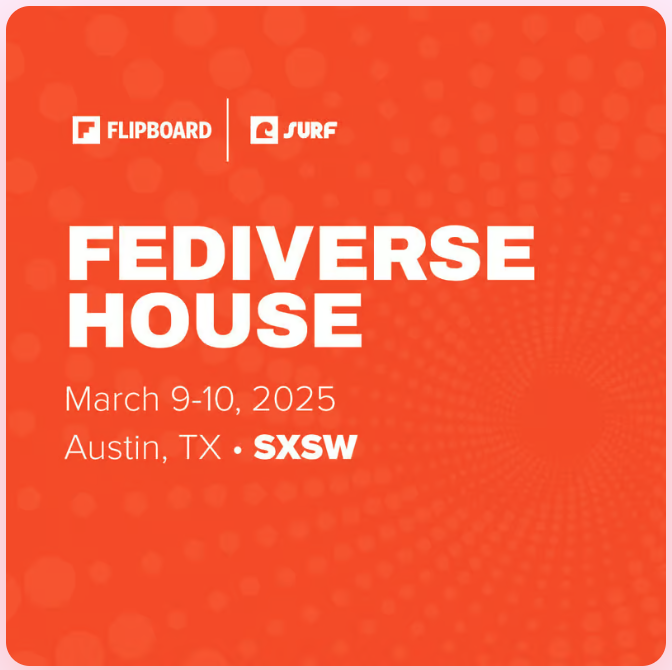 FLIPBOARD SURF
FEDIVERSE
HOUSE
March 9-10, 2025
Austin, TX • SXSW